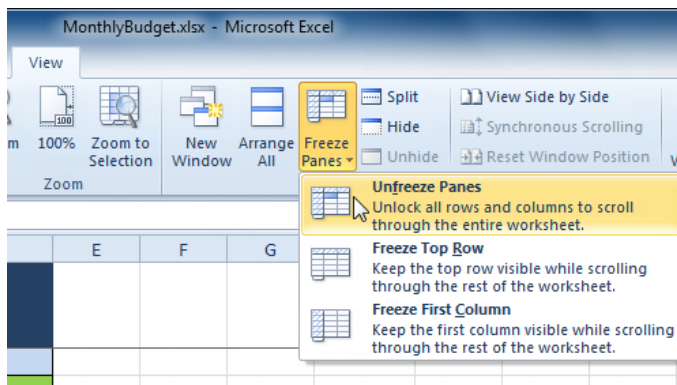 MonthlyBudget.xlsx - Microsoft Excel
View
100% Zoom to Selection New Window Arrange All Freeze Panes
Split
Hide
Unhide
View Side by Side
Synchronous Scrolling
Reset Window Position
Zoom
Unfreeze Panes
Unlock all rows and columns to scroll
through the entire worksheet.
Freeze Top Row
Keep the top row visible while scrolling
through the rest of the worksheet.
Freeze First Column
Keep the first column visible while scrolling
through the rest of the worksheet.
E F G